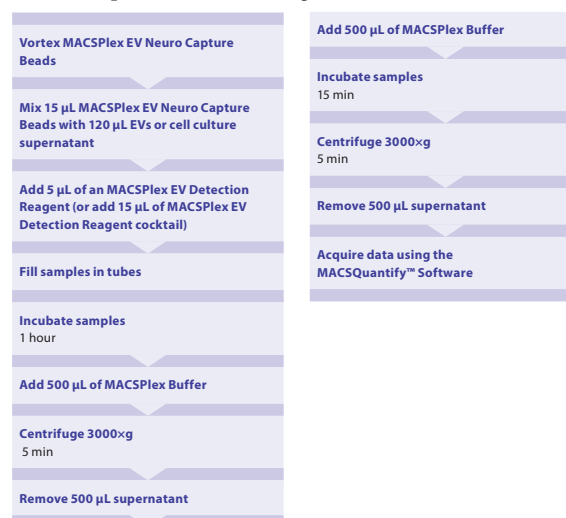 Vortex MACSPlex EV Neuro Capture
Beads
Mix 15 µL MACSPlex EV Neuro Capture
Beads with 120 µL EVs or cell culture
supernatant
Add 5 µL of an MACSPlex EV Detection
Reagent (or add 15 µL of MACSPlex EV
Detection Reagent cocktail)
Fill samples in tubes
Incubate samples
1 hour
Add 500 µL of MACSPlex Buffer
Centrifuge 3000×g
5 min
Remove 500 µL supernatant
Add 500 µL of MACSPlex Buffer
Incubate samples
15 min
Centrifuge 3000×g
5 min
Remove 500 µL supernatant
Acquire data using the
MACSQuantify™ Software